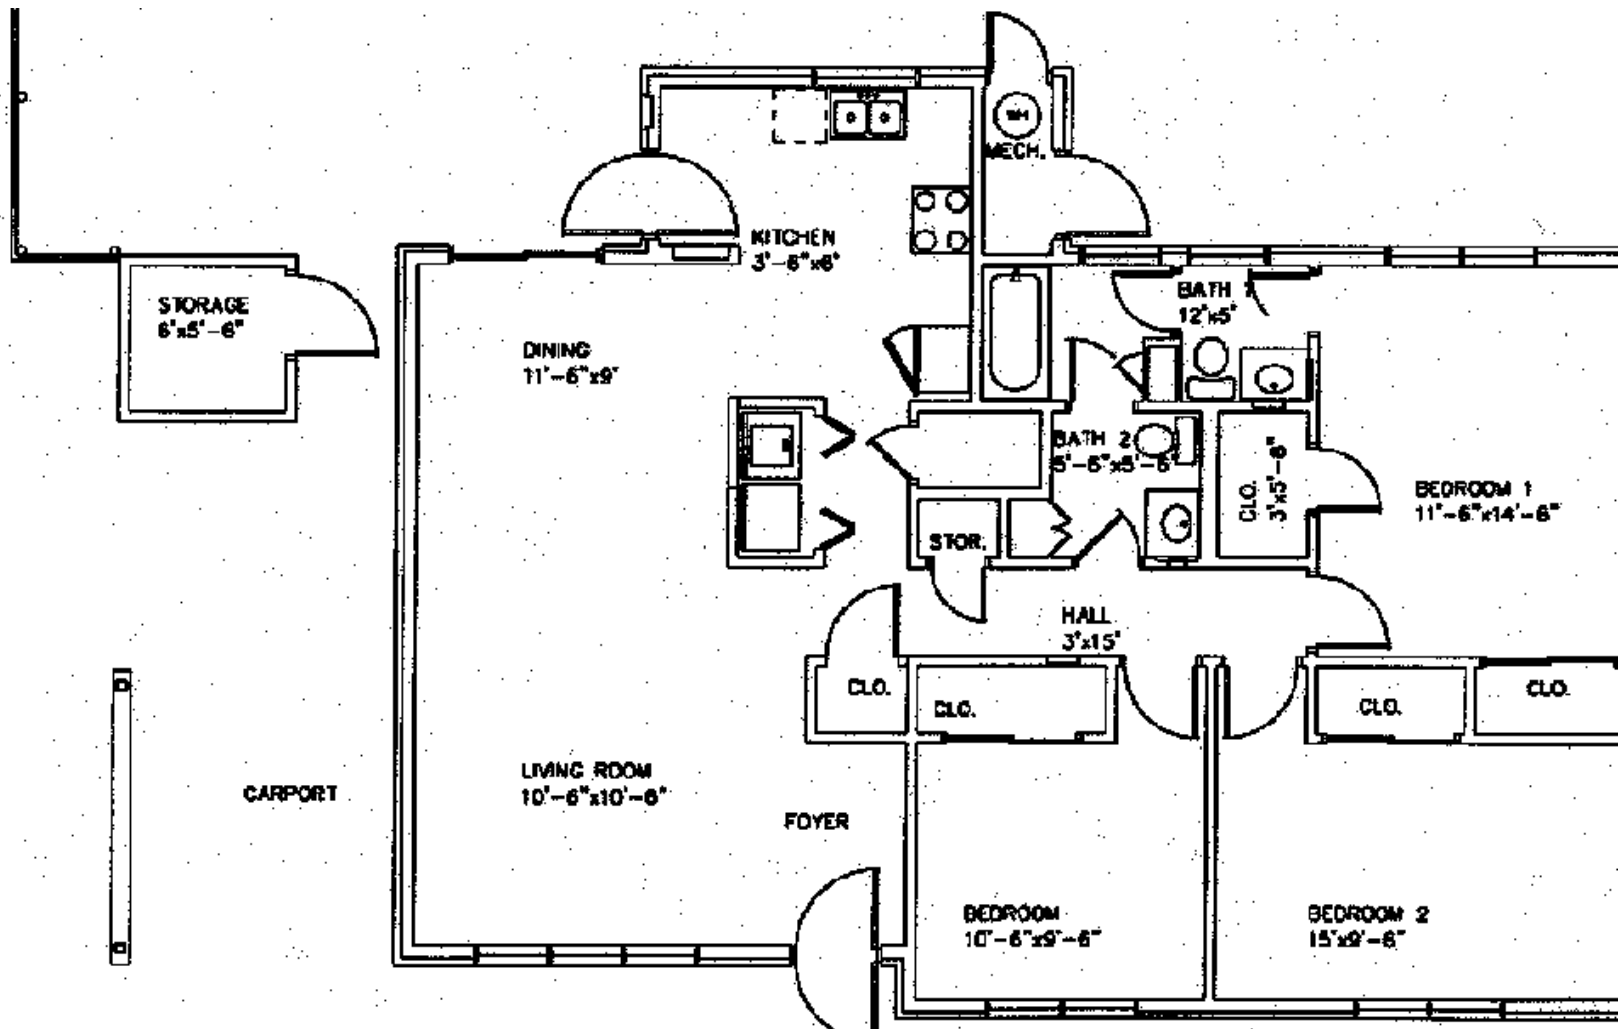 WH
MECH.
KITCHEN
3'-6"x6'
STORAGE
6'x5'-6"
BATH 1
12'x5'
DINING
11'-6"x9'
BATH 2
5'-6"x5'-6"
CLO.
3'x5'-6"
BEDROOM 1
11'-6"x14'-6"
STOR.
HALL
3'x15'
CLO.
CLO.
CLO.
CLO.
LIVING ROOM
10'-6"x10'-6"
CARPORT
FOYER
BEDROOM
10'-6"x9'-6"
BEDROOM 2
15'x9'-6"